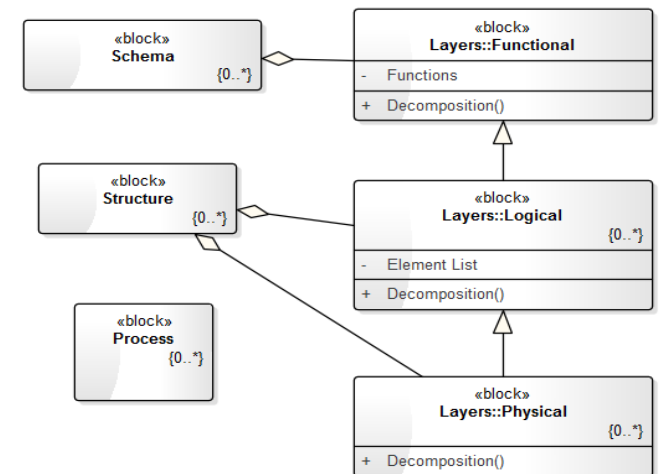 «block»
Schema
{0..*}
«block»
Layers::Functional
- Functions
+ Decomposition()
«block»
Structure
{0..*}
«block»
Layers::Logical
{0..*}
- Element List
+ Decomposition()
«block»
Process
{0..*}
«block»
Layers::Physical
{0..*}
+ Decomposition()